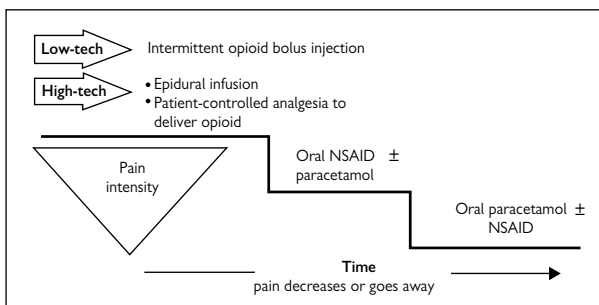 Low-tech
Intermittent opioid bolus injection
High-tech
• Epidural infusion
• Patient-controlled analgesia to
deliver opioid
Pain
intensity
Oral NSAID ±
paracetamol
Oral paracetamol ±
NSAID
Time
pain decreases or goes away